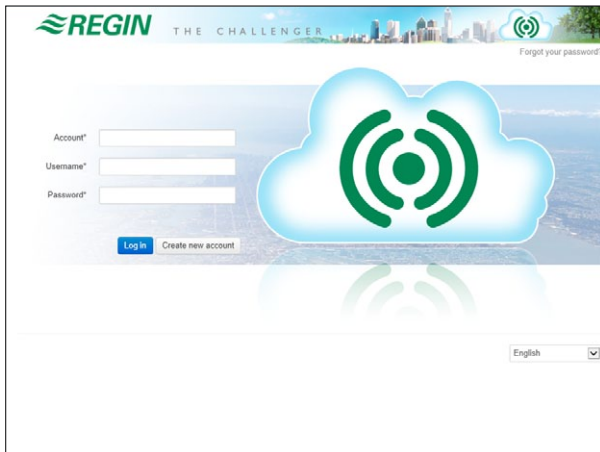 REGIN THE CHALLENGER
Forgot your password?
Account*
Username*
Password*
Log in Create new account
English